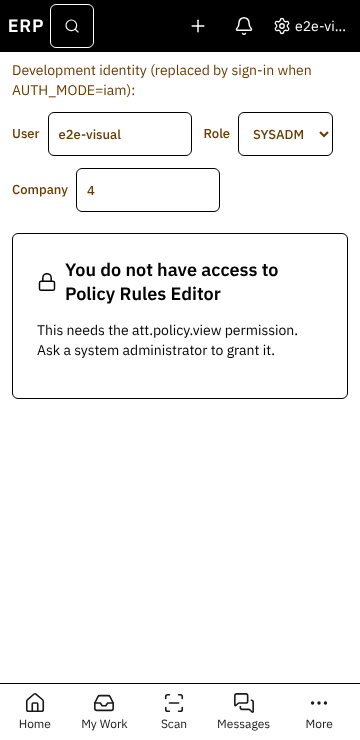 ERP
e2e-vi...
Development identity (replaced by sign-in when
AUTH_MODE=iam):
User e2e-visual Role SYSADM
Company 4
You do not have access to
Policy Rules Editor
This needs the att.policy.view permission.
Ask a system administrator to grant it.
Home My Work Scan Messages More